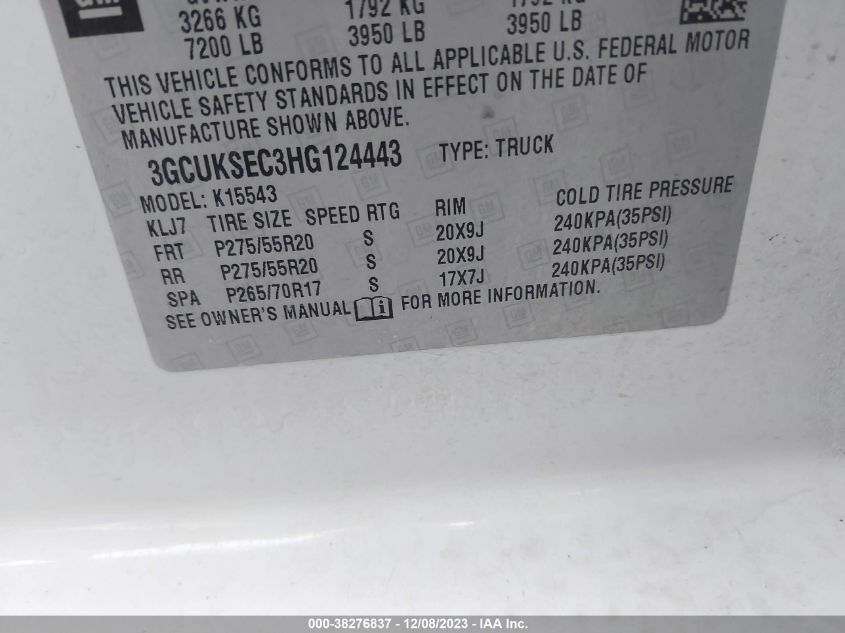 GM
3266 KG 1792 KG 1792 KG
7200 LB 3950 LB 3950 LB
THIS VEHICLE CONFORMS TO ALL APPLICABLE U.S. FEDERAL MOTOR
VEHICLE SAFETY STANDARDS IN EFFECT ON THE DATE OF
MANUFACTURE SHOWN ABOVE.
3GCUKSEC3HG124443 TYPE: TRUCK
MODEL: K15543
KLJ7 TIRE SIZE SPEED RTG RIM COLD TIRE PRESSURE
FRT P275/55R20 S 20X9J 240KPA(35PSI)
RR P275/55R20 S 20X9J 240KPA(35PSI)
SPA P265/70R17 S 17X7J 240KPA(35PSI)
SEE OWNER'S MANUAL FOR MORE INFORMATION.
000-38276837 - 12/08/2023 - IAA Inc.